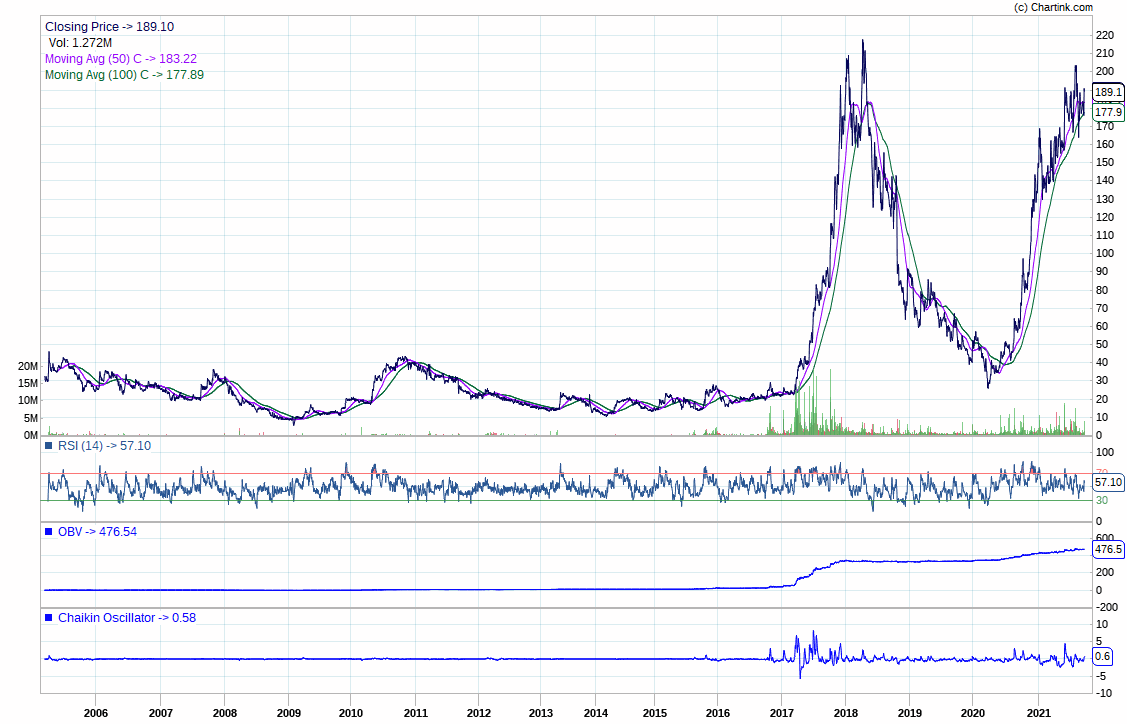 (c) Chartink.com
Closing Price -> 189.10
Vol: 1.272M
Moving Avg (50) C -> 183.22
Moving Avg (100) C -> 177.89
220
210
200
189.1
177.9
170
160
150
140
130
120
110
100
90
80
70
60
50
40
30
20
10
0
20M
15M
10M
5M
0M
RSI (14) -> 57.10
100
70
57.10
30
0
OBV -> 476.54
600
476.5
200
0
-200
Chaikin Oscillator -> 0.58
10
5
0.6
-5
-10
2006 2007 2008 2009 2010 2011 2012 2013 2014 2015 2016 2017 2018 2019 2020 2021